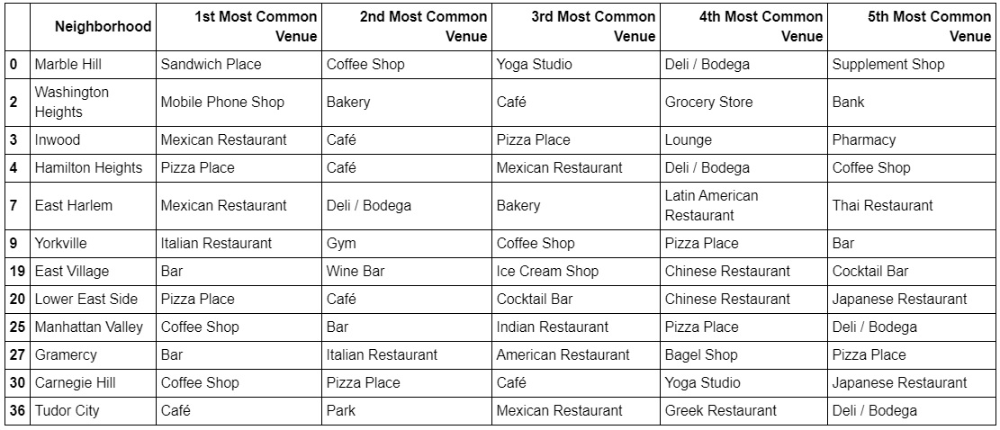 Neighborhood 1st Most Common Venue 2nd Most Common Venue 3rd Most Common Venue 4th Most Common Venue 5th Most Common Venue
0 Marble Hill Sandwich Place Coffee Shop Yoga Studio Deli / Bodega Supplement Shop
2 Washington Heights Mobile Phone Shop Bakery Café Grocery Store Bank
3 Inwood Mexican Restaurant Café Pizza Place Lounge Pharmacy
4 Hamilton Heights Pizza Place Café Mexican Restaurant Deli / Bodega Coffee Shop
7 East Harlem Mexican Restaurant Deli / Bodega Bakery Latin American Restaurant Thai Restaurant
9 Yorkville Italian Restaurant Gym Coffee Shop Pizza Place Bar
19 East Village Bar Wine Bar Ice Cream Shop Chinese Restaurant Cocktail Bar
20 Lower East Side Pizza Place Café Cocktail Bar Chinese Restaurant Japanese Restaurant
25 Manhattan Valley Coffee Shop Bar Indian Restaurant Pizza Place Deli / Bodega
27 Gramercy Bar Italian Restaurant American Restaurant Bagel Shop Pizza Place
30 Carnegie Hill Coffee Shop Pizza Place Café Yoga Studio Japanese Restaurant
36 Tudor City Café Park Mexican Restaurant Greek Restaurant Deli / Bodega